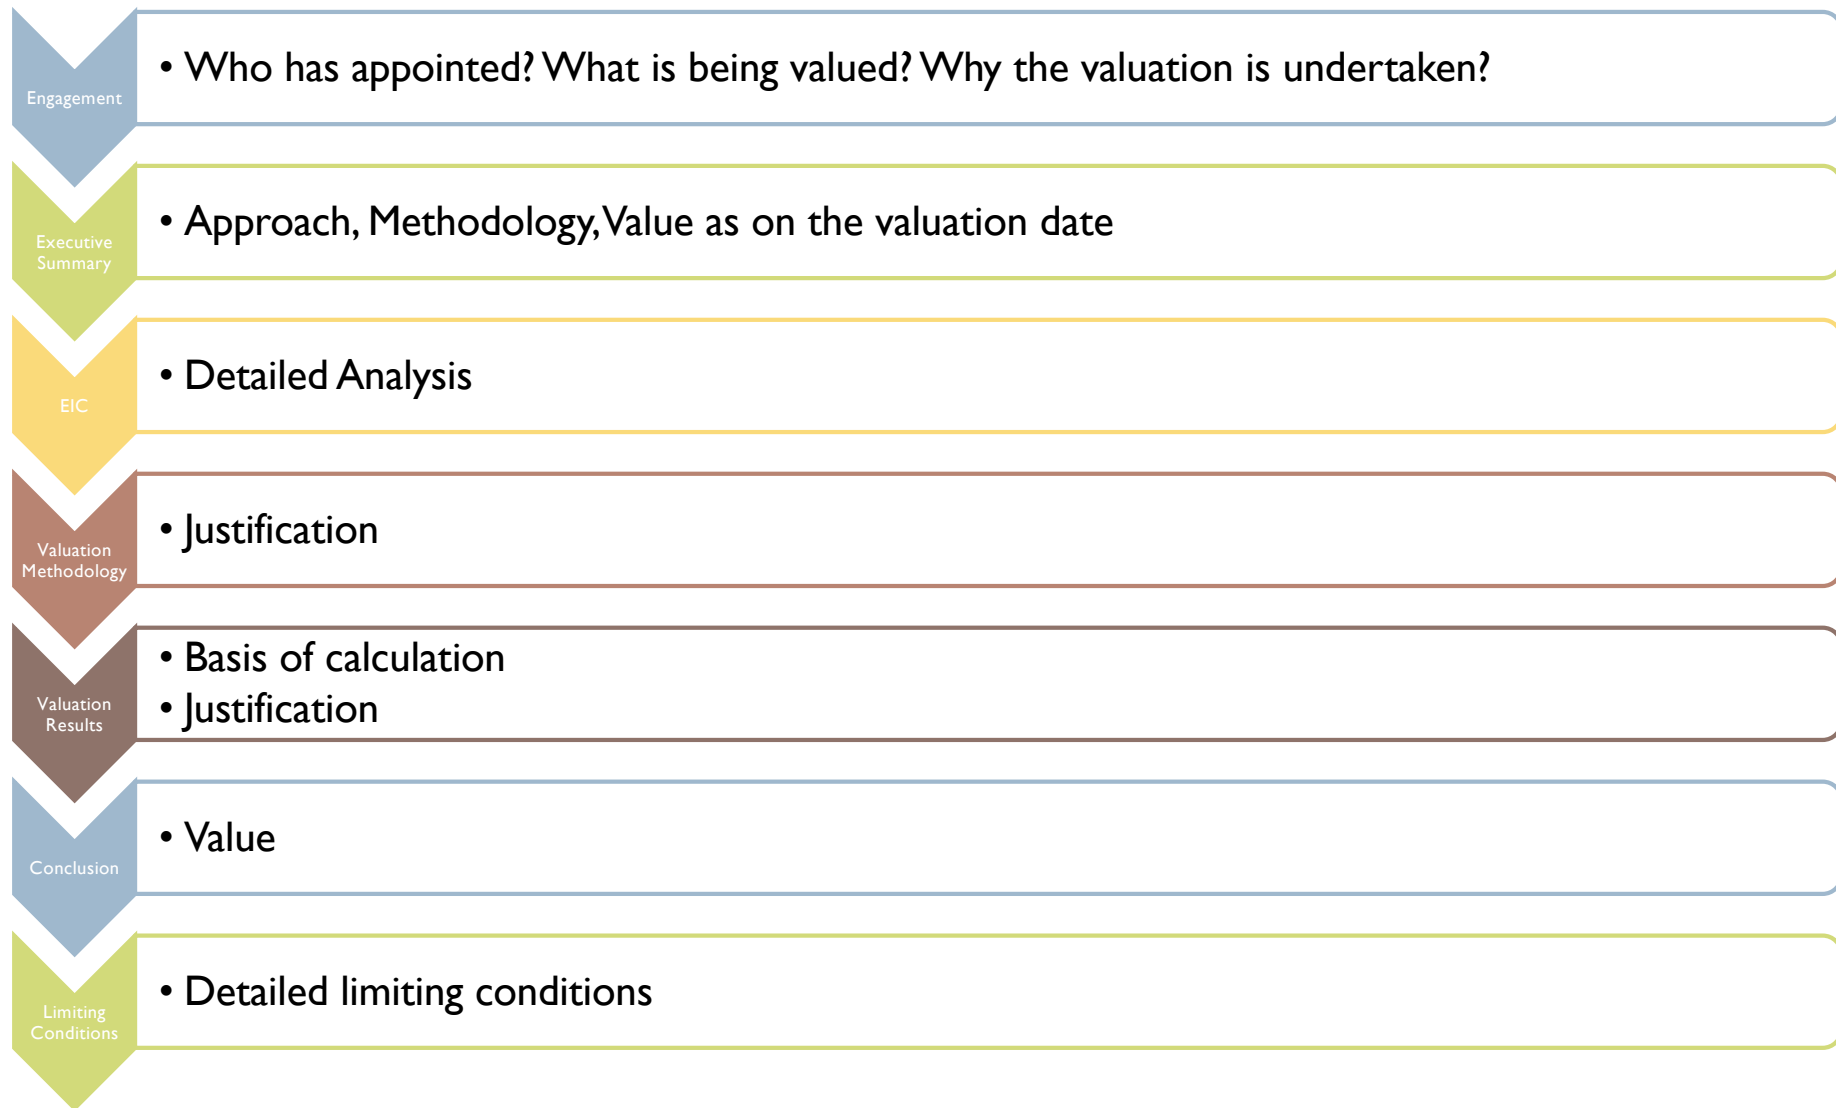 Engagement
• Who has appointed? What is being valued? Why the valuation is undertaken?
Executive
Summary
• Approach, Methodology, Value as on the valuation date
EIC
• Detailed Analysis
Valuation
Methodology
• Justification
Valuation
Results
• Basis of calculation
• Justification
Conclusion
• Value
Limiting
Conditions
• Detailed limiting conditions